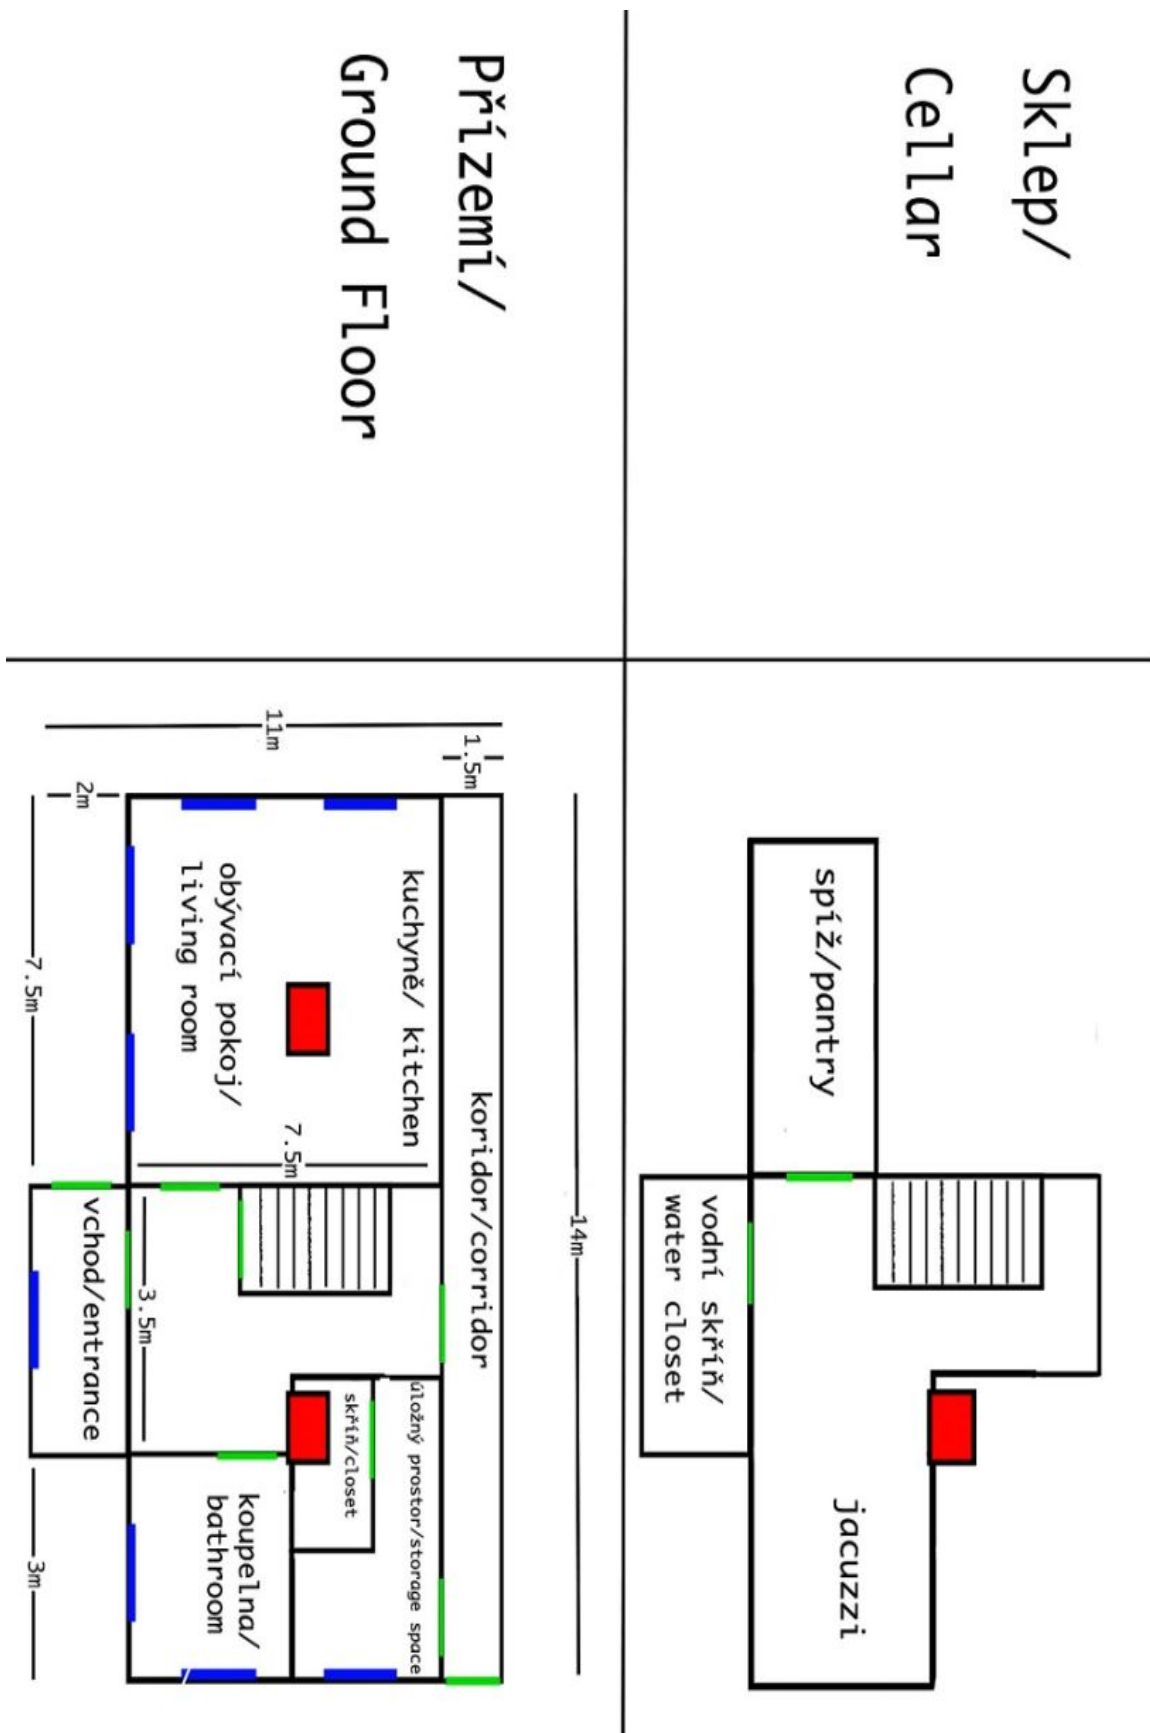 Sklep/
Cellar
spíž/pantry
vodní skříň/
water closet
jacuzzi
Přízemí/
Ground Floor
11m
1.5m
2m
7.5m
14m
koridor/corridor
kuchyně/ kitchen
obývací pokoj/
living room
7.5m
vchod/entrance
3.5m
úložný prostor/storage space
skříň/closet
koupelna/
bathroom
3m